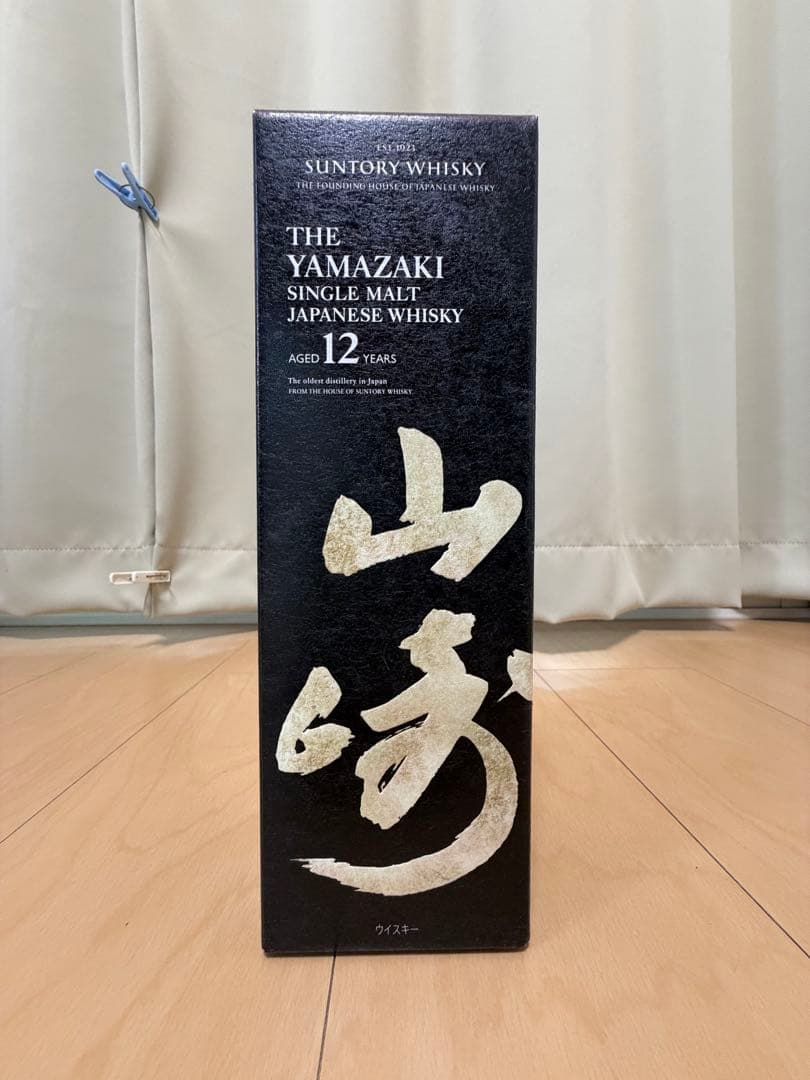 EST. 1923
SUNTORY WHISKY
THE FOUNDING HOUSE OF JAPANESE WHISKY
THE
YAMAZAKI
SINGLE MALT
JAPANESE WHISKY
AGED 12 YEARS
The oldest distillery in Japan
FROM THE HOUSE OF SUNTORY WHISKY.
山
崎
ウイスキー